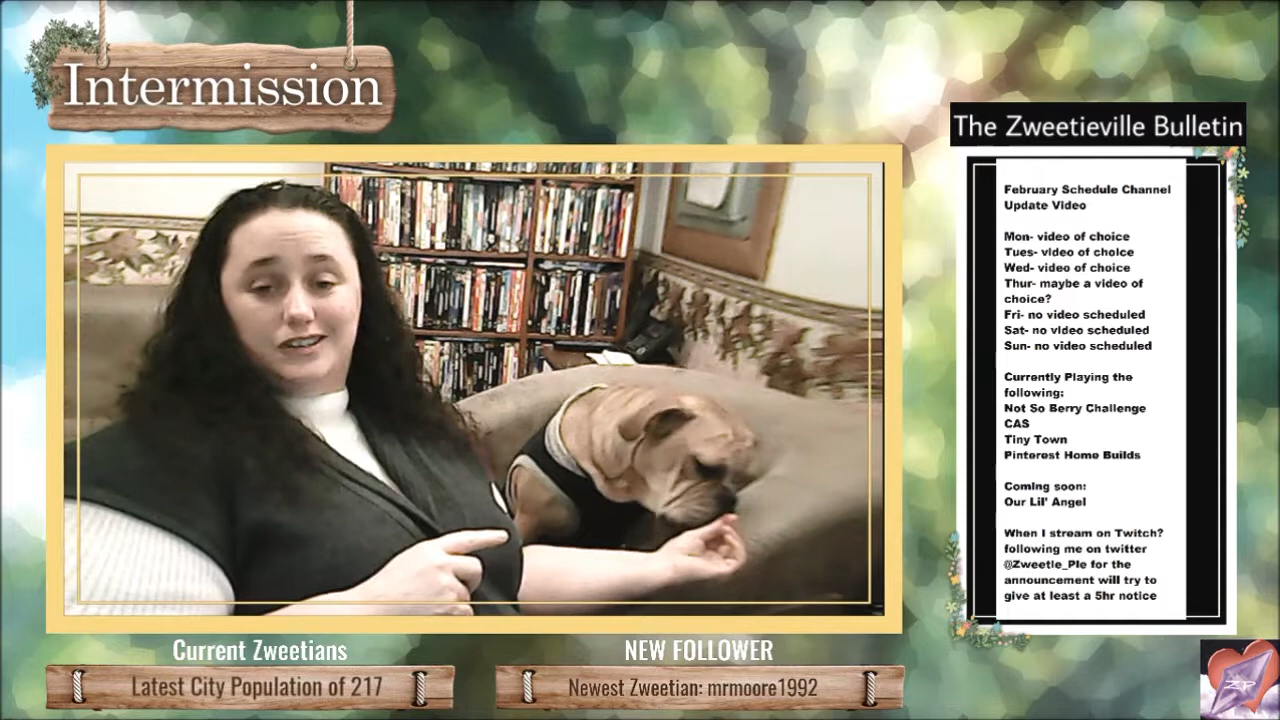 Intermission
The Zweetieville Bulletin
February Schedule Channel
Update Video
Mon- video of choice
Tues- video of choice
Wed- video of choice
Thur- maybe a video of
choice?
Fri- no video scheduled
Sat- no video scheduled
Sun- no video scheduled
Currently Playing the
following:
Not So Berry Challenge
CAS
Tiny Town
Pinterest Home Builds
Coming soon:
Our Lil' Angel
When I stream on Twitch?
following me on twitter
@Zweetie_Pie for the
announcement will try to
give at least a 5hr notice
Current Zweetians
Latest City Population of 217
NEW FOLLOWER
Newest Zweetian: mrmoore1992
ZP